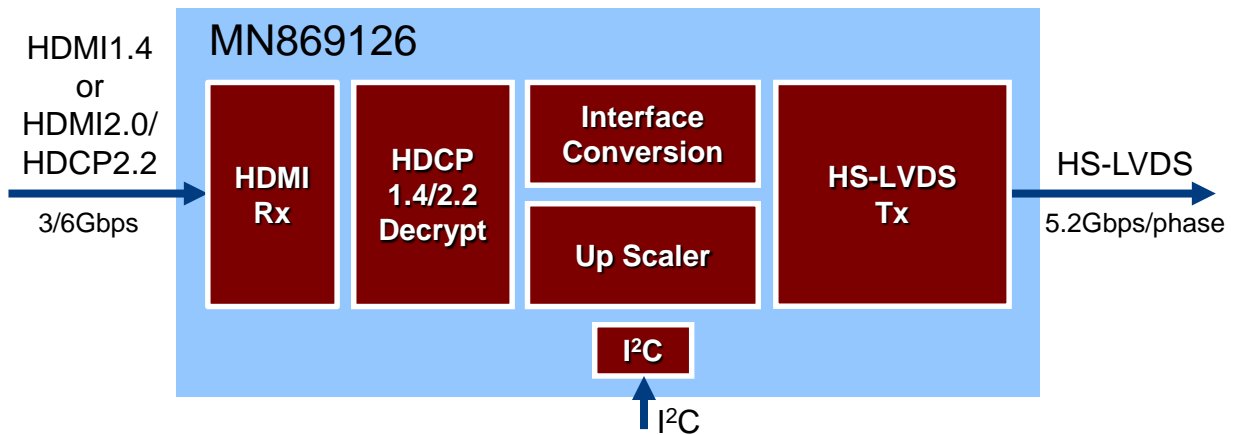 MN869126
HDMI1.4
or
HDMI2.0/
HDCP2.2
3/6Gbps
HDMI
Rx
HDCP
1.4/2.2
Decrypt
Interface
Conversion
Up Scaler
HS-LVDS
Tx
HS-LVDS
5.2Gbps/phase
I²C
I²C